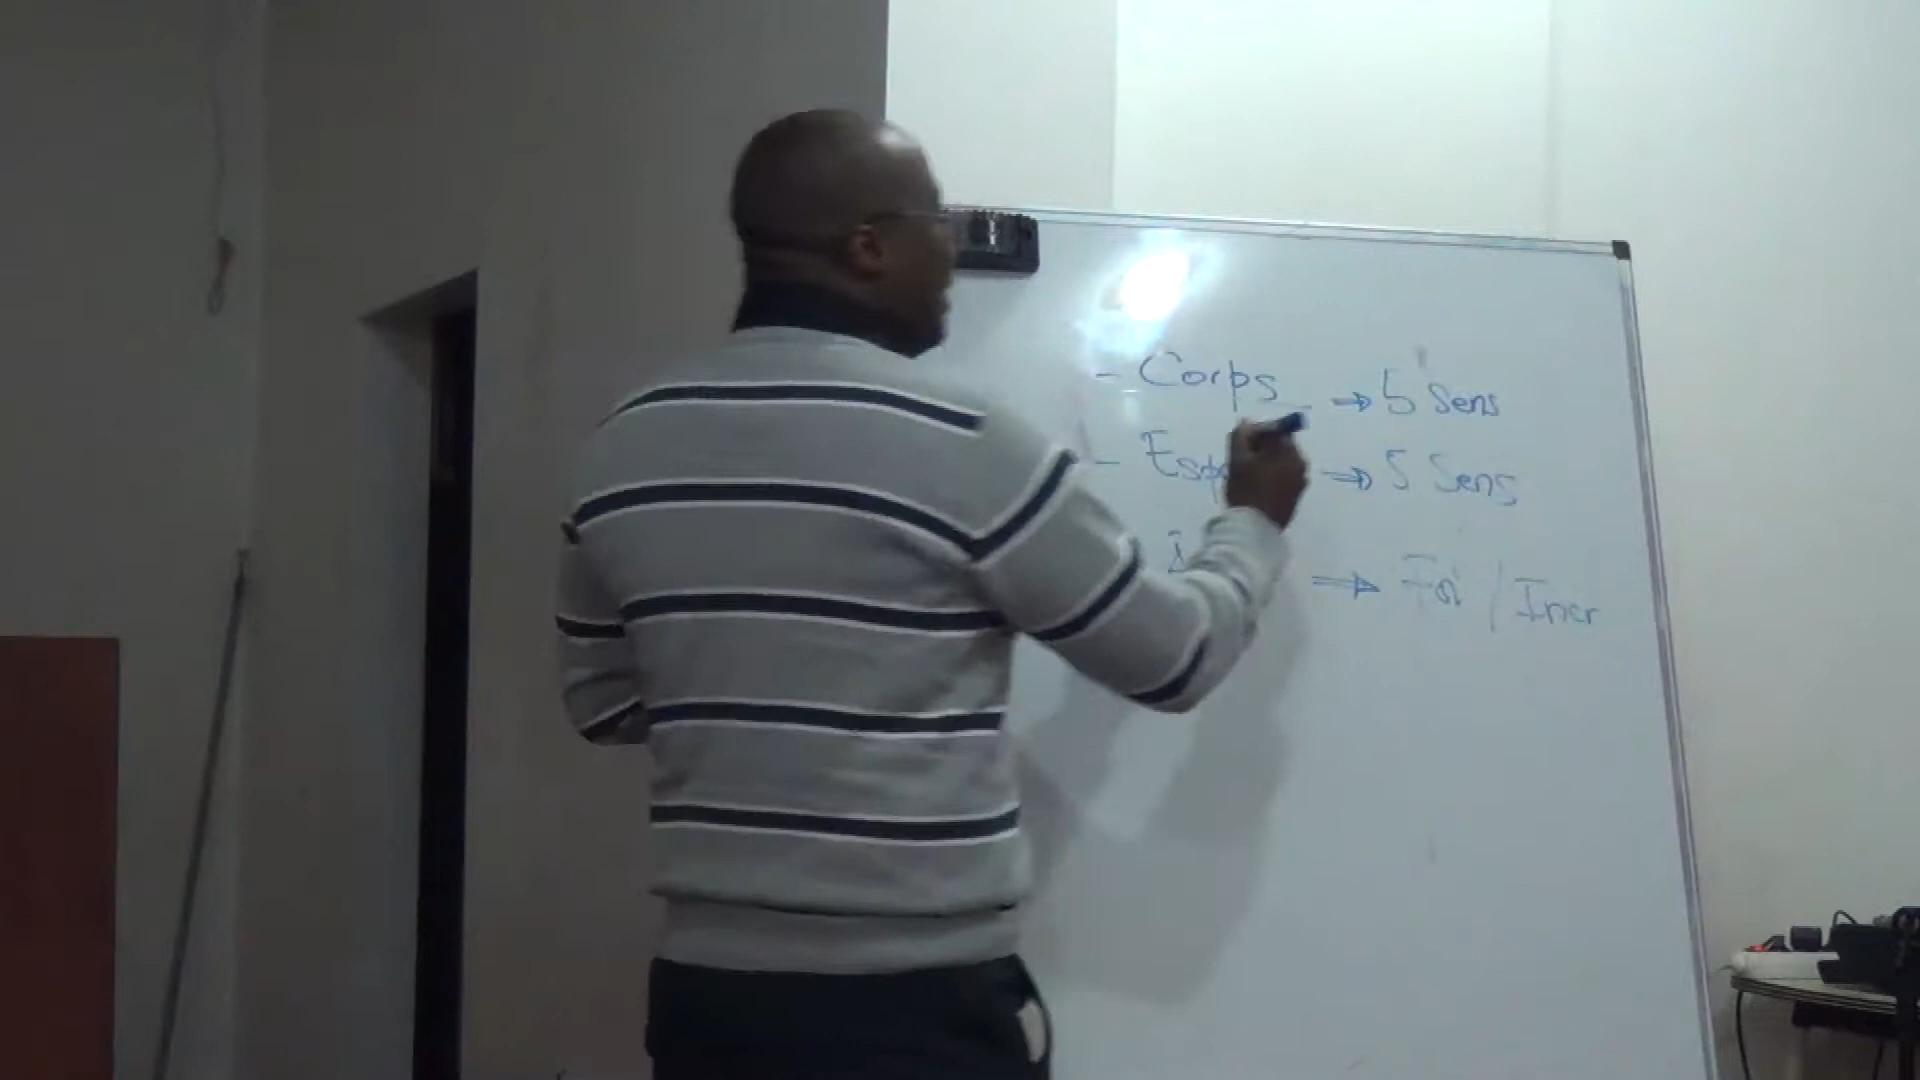 - Corps ⇒ 5 Sens
- Esp ⇒ 5 Sens
⇒ Foi / Incr